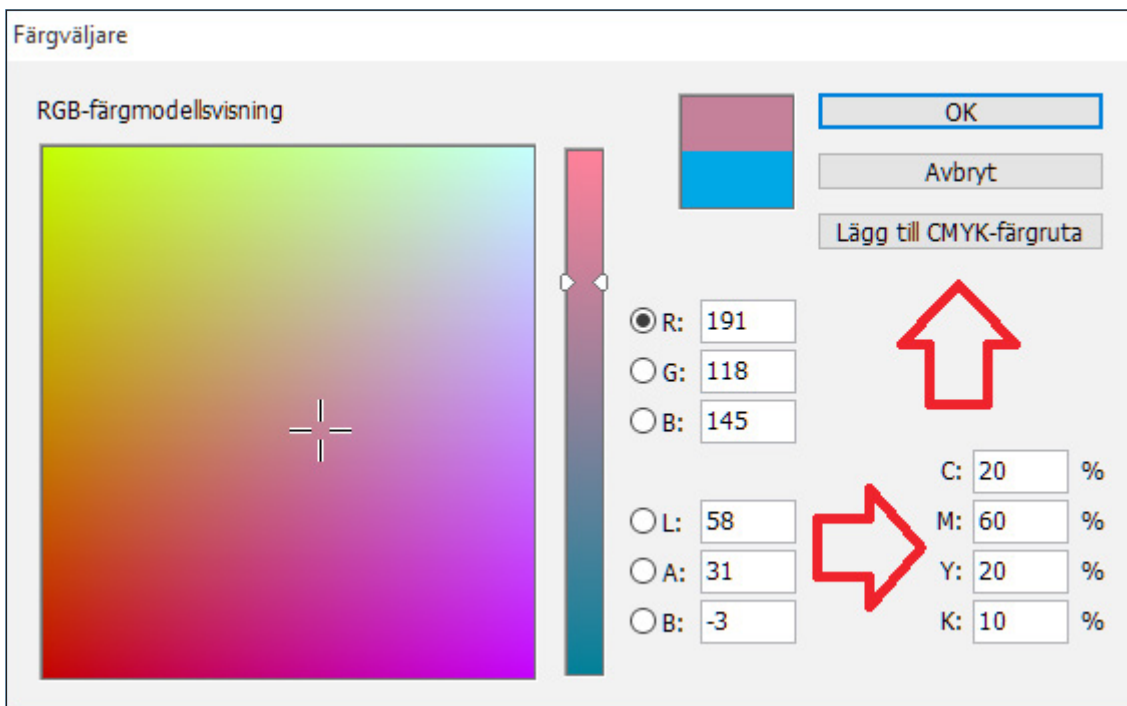 Färgväljare
RGB-färgmodellsvisning
OK
Avbryt
Lägg till CMYK-färgruta
R: 191
G: 118
B: 145
C: 20 %
L: 58
M: 60 %
A: 31
Y: 20 %
B: -3
K: 10 %